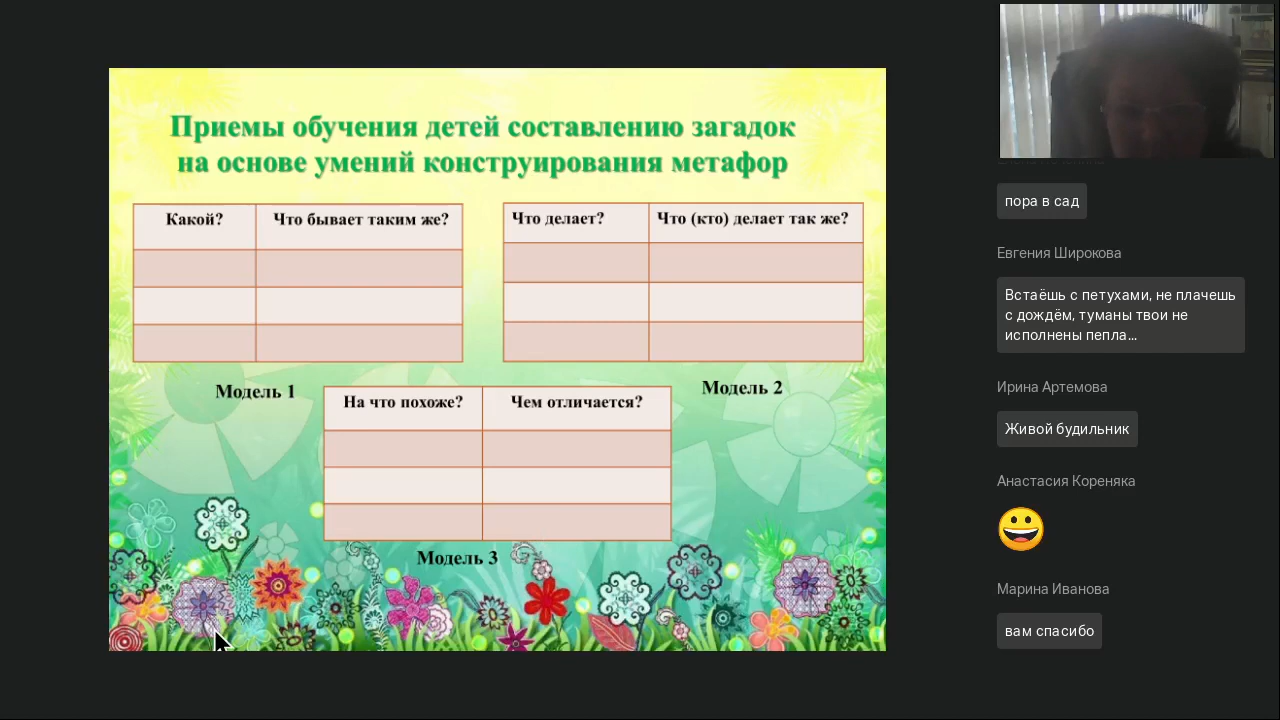 Приемы обучения детей составлению загадок
на основе умений конструирования метафор
Какой?
Что бывает таким же?
Что делает?
Что (кто) делает так же?
Модель 1
Модель 2
На что похоже?
Чем отличается?
Модель 3
пора в сад
Евгения Широкова
Встаёшь с петухами, не плачешь
с дождём, туманы твои не
исполнены пепла...
Ирина Артемова
Живой будильник
Анастасия Кореняка
Марина Иванова
вам спасибо